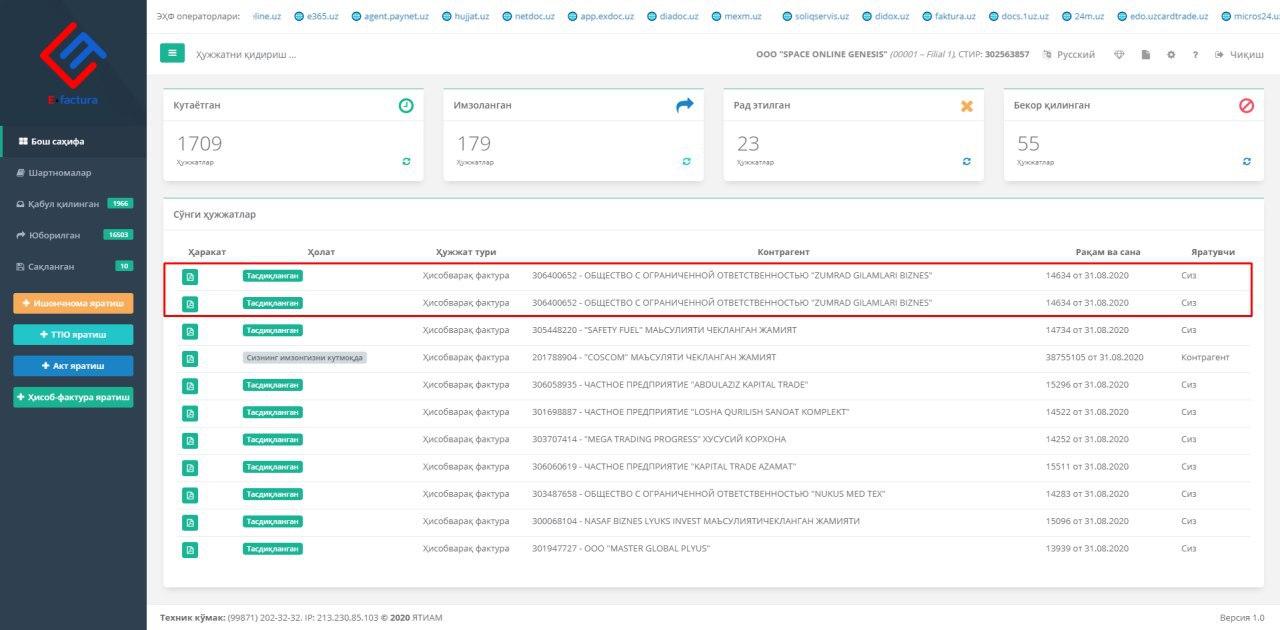 ЭҲФ операторлари:
e365.uz
agent.paynet.uz
hujjat.uz
netdoc.uz
app.exdoc.uz
diadoc.uz
mexm.uz
soliqservis.uz
didox.uz
faktura.uz
docs.1uz.uz
24m.uz
edo.uzcardtrade.uz
E-factura
Ҳужжатни қидириш ...
ООО "SPACE ONLINE GENESIS" (00001 – Filial 1), СТИР: 302563857
Русский
?
Чиқиш
Бош саҳифа
Шартномалар
Қабул қилинган 1966
Юборилган 16503
Сақланган 10
+ Ишончнома яратиш
+ ТТЮ яратиш
+ Акт яратиш
+ Ҳисоб-фактура яратиш
Кутаётган
1709
Ҳужжатлар
Имзоланган
179
Ҳужжатлар
Рад этилган
23
Ҳужжатлар
Бекор қилинган
55
Ҳужжатлар
Сўнги ҳужжатлар
Ҳаракат Ҳолат Ҳужжат тури Контрагент Рақам ва сана Яратувчи
Тасдиқланган Ҳисобварақ фактура 306400652 - ОБЩЕСТВО С ОГРАНИЧЕННОЙ ОТВЕТСТВЕННОСТЬЮ "ZUMRAD GILAMLARI BIZNES" 14634 от 31.08.2020 Сиз
Тасдиқланган Ҳисобварақ фактура 306400652 - ОБЩЕСТВО С ОГРАНИЧЕННОЙ ОТВЕТСТВЕННОСТЬЮ "ZUMRAD GILAMLARI BIZNES" 14634 от 31.08.2020 Сиз
Тасдиқланган Ҳисобварақ фактура 305448220 - "SAFETY FUEL" МАЬСУЛИЯТИ ЧЕКЛАНГАН ЖАМИЯТ 14734 от 31.08.2020 Сиз
Сизнинг имзонгизни кутмоқда Ҳисобварақ фактура 201788904 - "COSCOM" МАЪСУЛЯТИ ЧЕКЛАНГАН ЖАМИЯТ 38755105 от 31.08.2020 Контрагент
Тасдиқланган Ҳисобварақ фактура 306058935 - ЧАСТНОЕ ПРЕДПРИЯТИЕ "ABDULAZIZ KAPITAL TRADE" 15296 от 31.08.2020 Сиз
Тасдиқланган Ҳисобварақ фактура 301698887 - ЧАСТНОЕ ПРЕДПРИЯТИЕ "LOSHA QURILISH SANOAT KOMPLEKT" 14522 от 31.08.2020 Сиз
Тасдиқланган Ҳисобварақ фактура 303707414 - "MEGA TRADING PROGRESS" ХУСУСИЙ КОРХОНА 14252 от 31.08.2020 Сиз
Тасдиқланган Ҳисобварақ фактура 306060619 - ЧАСТНОЕ ПРЕДПРИЯТИЕ "KAPITAL TRADE AZAMAT" 15511 от 31.08.2020 Сиз
Тасдиқланган Ҳисобварақ фактура 303487658 - ОБЩЕСТВО С ОГРАНИЧЕННОЙ ОТВЕТСТВЕННОСТЬЮ "NUKUS MED TEX" 14283 от 31.08.2020 Сиз
Тасдиқланган Ҳисобварақ фактура 300068104 - NASAF BIZNES LYUKS INVEST МАЬСУЛИЯТИЧЕКЛАНГАН ЖАМИЯТИ 15096 от 31.08.2020 Сиз
Тасдиқланган Ҳисобварақ фактура 301947727 - ООО "MASTER GLOBAL PLYUS" 13939 от 31.08.2020 Сиз
Техник кўмак: (99871) 202-32-32. IP: 213.230.85.103 © 2020 ЯТИАМ
Версия 1.0